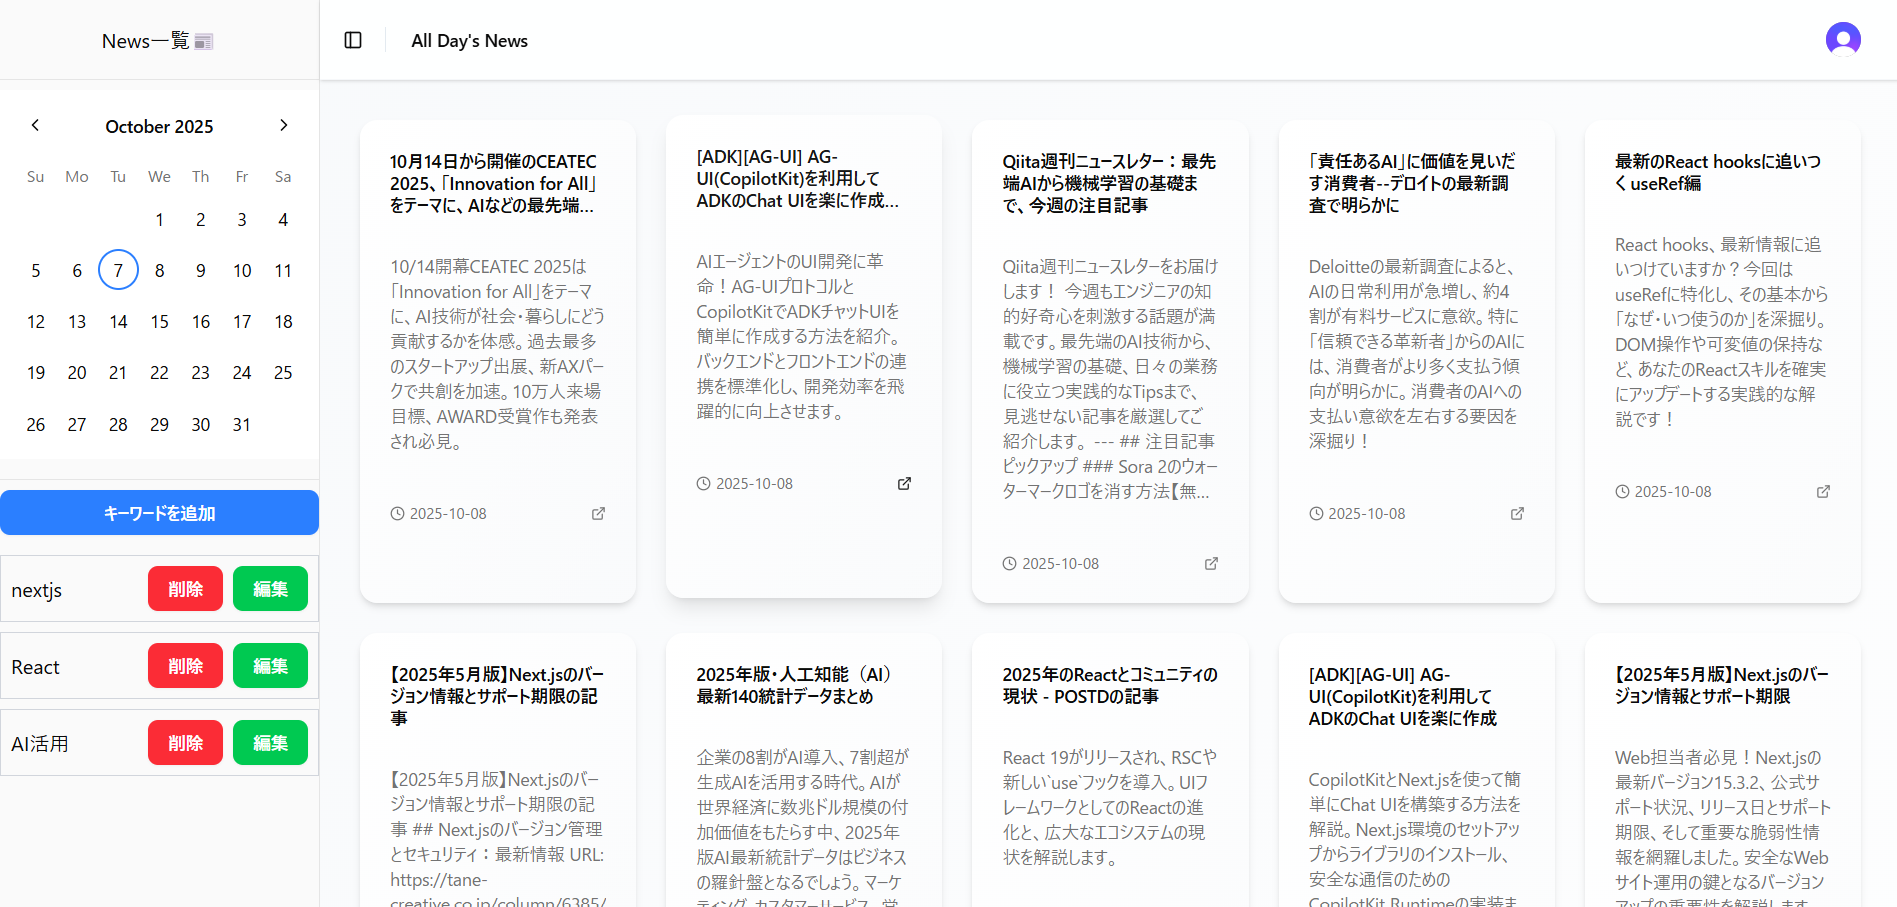 News一覧📰
October 2025
Su Mo Tu We Th Fr Sa
1 2 3 4
5 6 7 8 9 10 11
12 13 14 15 16 17 18
19 20 21 22 23 24 25
26 27 28 29 30 31
キーワードを追加
nextjs 削除 編集
React 削除 編集
AI活用 削除 編集
All Day's News
10月14日から開催のCEATEC
2025、「Innovation for All」
をテーマに、AIなどの最先端...
10/14開幕CEATEC 2025は
「Innovation for All」をテーマ
に、AI技術が社会・暮らしにどう
貢献するかを体感。過去最多
のスタートアップ出展、新AXパー
クで共創を加速。10万人来場
目標、AWARD受賞作も発表
され必見。
2025-10-08
[ADK][AG-UI] AG-
UI(CopilotKit)を利用して
ADKのChat UIを楽に作成...
AIエージェントのUI開発に革
命！AG-UIプロトコルと
CopilotKitでADKチャットUIを
簡単に作成する方法を紹介。
バックエンドとフロントエンドの連
携を標準化し、開発効率を飛
躍的に向上させます。
2025-10-08
Qiita週刊ニュースレター：最先
端AIから機械学習の基礎ま
で、今週の注目記事
Qiita週刊ニュースレターをお届け
します！ 今週もエンジニアの知
的好奇心を刺激する話題が満
載です。最先端のAI技術から、
機械学習の基礎、日々の業務
に役立つ実践的なTipsまで、
見逃せない記事を厳選してご
紹介します。 --- ## 注目記事
ピックアップ ### Sora 2のウォー
ターマークロゴを消す方法【無...
2025-10-08
「責任あるAI」に価値を見いだ
す消費者--デロイトの最新調
査で明らかに
Deloitteの最新調査によると、
AIの日常利用が急増し、約4
割が有料サービスに意欲。特に
「信頼できる革新者」からのAIに
は、消費者がより多く支払う傾
向が明らかに。消費者のAIへの
支払い意欲を左右する要因を
深掘り！
2025-10-08
最新のReact hooksに追いつ
くuseRef編
React hooks、最新情報に追
いつけていますか？今回は
useRefに特化し、その基本から
「なぜ・いつ使うのか」を深掘り。
DOM操作や可変値の保持な
ど、あなたのReactスキルを確実
にアップデートする実践的な解
説です！
2025-10-08
【2025年5月版】Next.jsのバー
ジョン情報とサポート期限の記
事
【2025年5月版】Next.jsのバー
ジョン情報とサポート期限の記
事 ## Next.jsのバージョン管理
とセキュリティ：最新情報 URL:
https://tane-
creative.co.jp/column/6385/
2025年版・人工知能（AI）
最新140統計データまとめ
企業の8割がAI導入、7割超が
生成AIを活用する時代。AIが
世界経済に数兆ドル規模の付
加価値をもたらす中、2025年
版AI最新統計データはビジネス
の羅針盤となるでしょう。マーケ
ティング、カスタマーサービス、営
2025年のReactとコミュニティの
現状 - POSTDの記事
React 19がリリースされ、RSCや
新しい`use`フックを導入。UIフ
レームワークとしてのReactの進
化と、広大なエコシステムの現
状を解説します。
[ADK][AG-UI] AG-
UI(CopilotKit)を利用して
ADKのChat UIを楽に作成
CopilotKitとNext.jsを使って簡
単にChat UIを構築する方法を
解説。Next.js環境のセットアッ
プからライブラリのインストール、
安全な通信のための
CopilotKit Runtimeの実装ま
【2025年5月版】Next.jsのバー
ジョン情報とサポート期限
Web担当者必見！Next.jsの
最新バージョン15.3.2、公式サ
ポート状況、リリース日とサポート
期限、そして重要な脆弱性情
報を網羅しました。安全なWeb
サイト運用の鍵となるバージョン
アップの重要性を解説します。